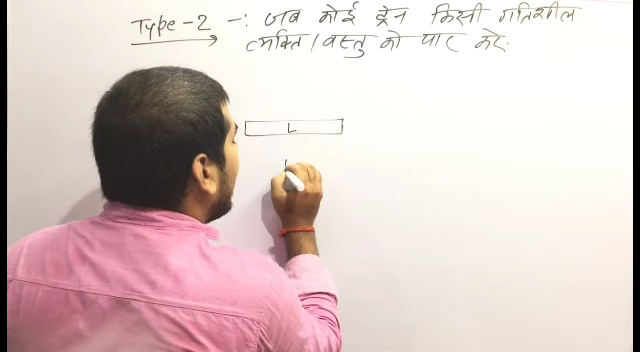 Type-2 -: जब कोई ट्रेन किसी गतिशील
व्यक्ति / वस्तु को पार करे.
L